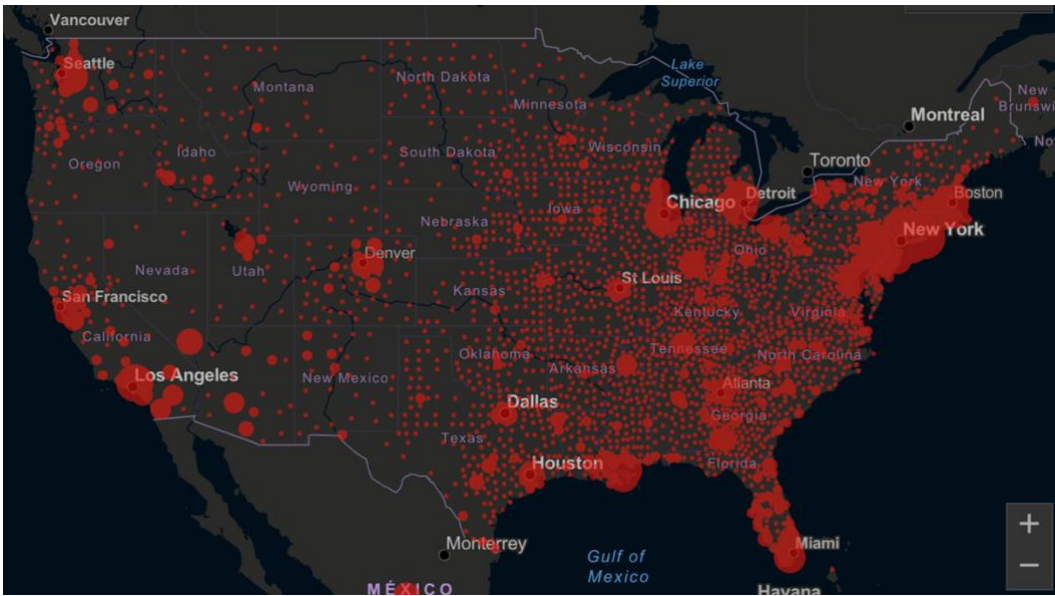 Vancouver
Seattle
Lake
Superior
North Dakota
Montana
Minnesota
New
Brunswi
Montreal
No
Oregon
Idaho
South Dakota
Wisconsin
Toronto
Wyoming
New York
Boston
Chicago
Detroit
Nebraska
Iowa
New York
Ohio
Denver
Nevada
Utah
St Louis
San Francisco
Kansas
Kentucky
Virginia
California
Oklahoma
Tennessee
North Carolina
Los Angeles
New Mexico
Arkansas
Atlanta
Dallas
Georgia
Texas
Houston
Florida
+
Monterrey
Miami
Gulf of
Mexico
−
MÉXICO
Havana